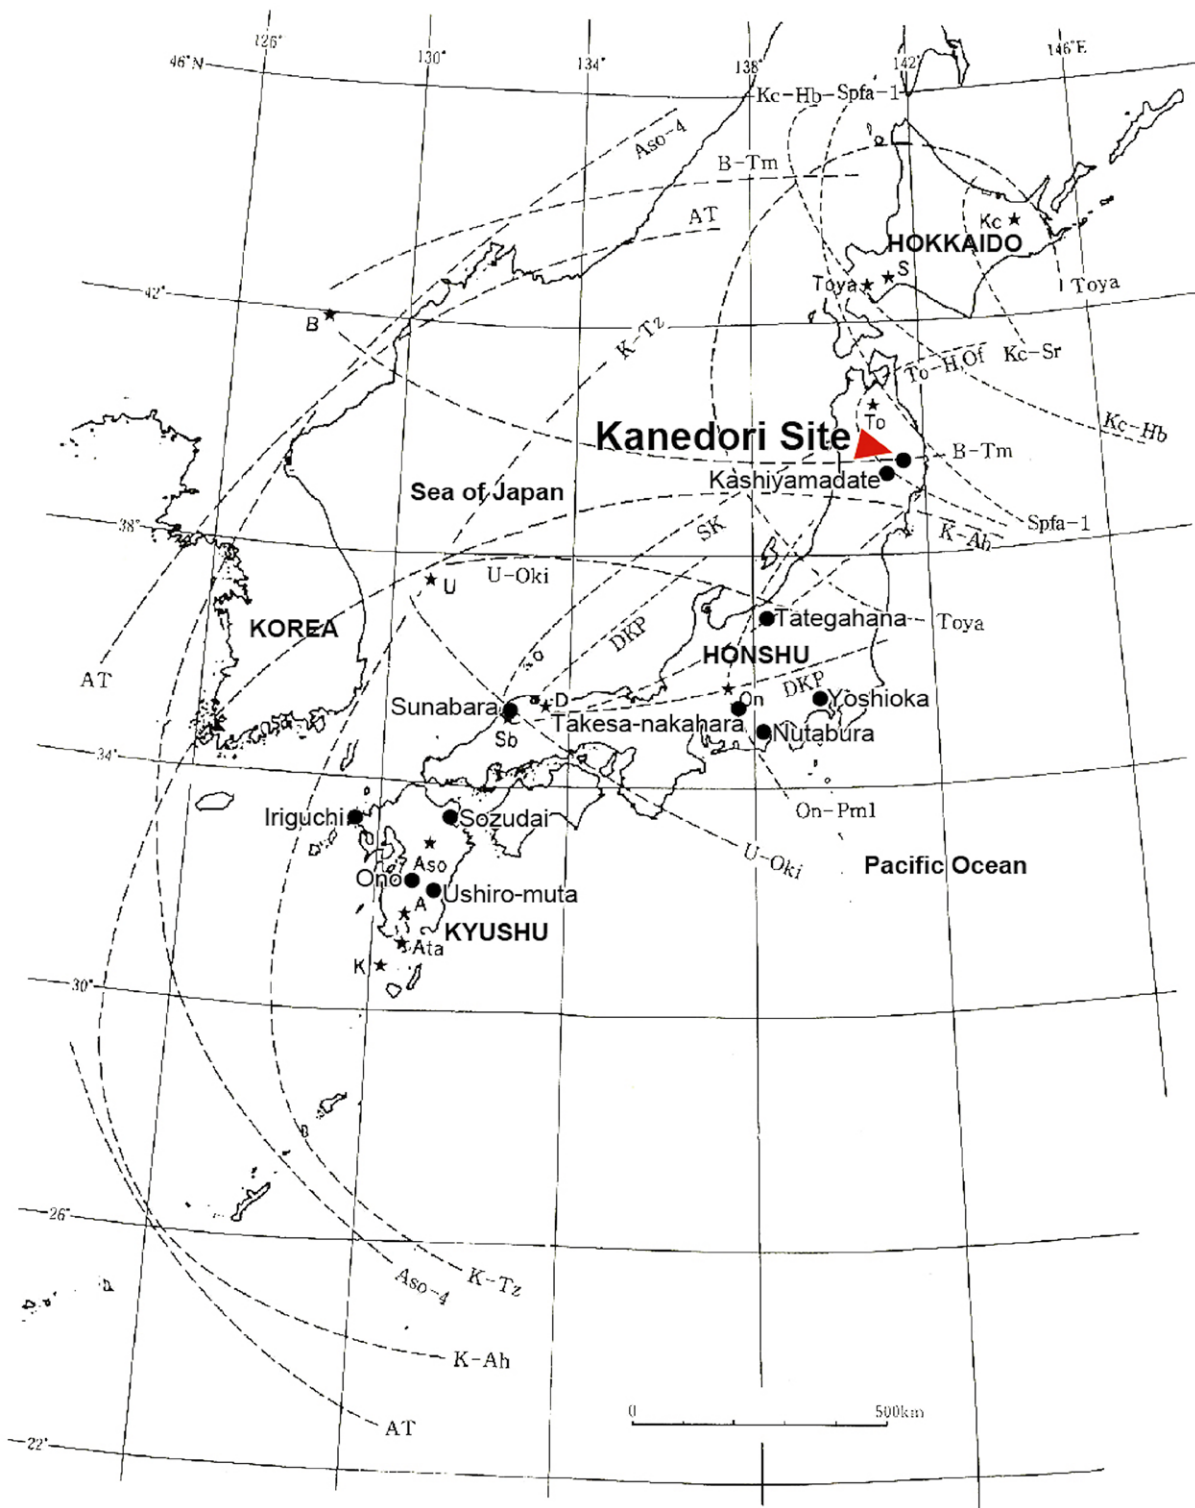 126°
130°
134°
138°
142°
146°E
46°N
Kc-Hb
Spfa-1
Aso-4
B-Tm
AT
Kc
HOKKAIDO
S
Toya
Toya
42°
B
K-Tz
To-H,Of
Kc-Sr
To
Kc-Hb
Kanedori Site
B-Tm
Kashiyamadate
Sea of Japan
Spfa-1
38°
SK
K-Ah
U
U-Oki
KOREA
DKP
Tategahana
Toya
HONSHU
AT
DKP
Sunabara
D
On
Yoshioka
Takesa-nakahara
Sb
Nutabura
34°
On-Pm1
Iriguchi
Sozudai
U-Oki
Aso
Pacific Ocean
Ono
Ushiro-muta
A
KYUSHU
Ata
K
30°
26°
K-Tz
Aso-4
K-Ah
0
500km
AT
22°